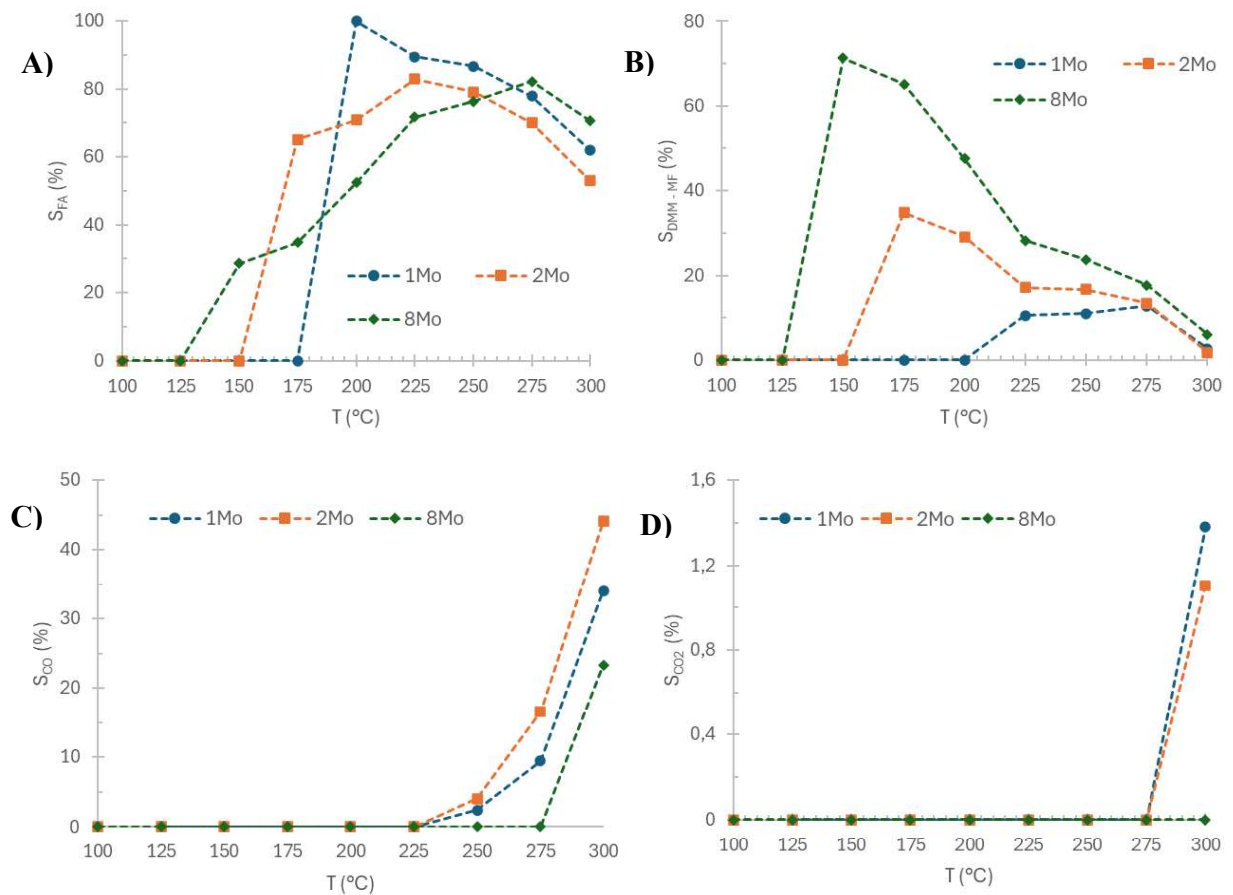 A)
S_FA (%)
100
80
60
40
20
0
1Mo 2Mo
8Mo
100 125 150 175 200 225 250 275 300
T (°C)
B)
S_DMM - MF (%)
80
60
40
20
0
1Mo 2Mo
8Mo
100 125 150 175 200 225 250 275 300
T (°C)
C)
S_CO (%)
50
40
30
20
10
0
1Mo 2Mo 8Mo
100 125 150 175 200 225 250 275 300
T (°C)
D)
S_CO2 (%)
1,6
1,2
0,8
0,4
0
1Mo 2Mo 8Mo
100 125 150 175 200 225 250 275 300
T (°C)